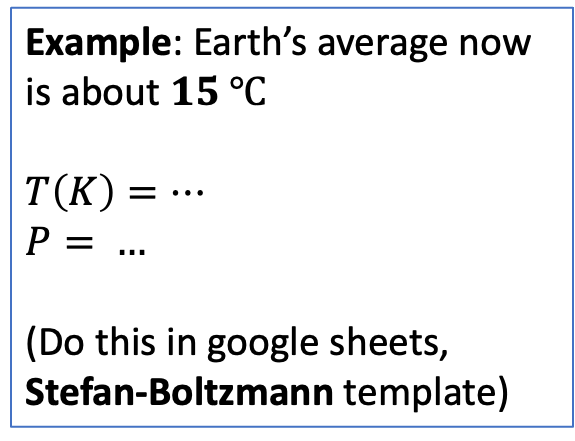 Example: Earth's average now
is about 15 °C
T(K) = ⋯
P = ...
(Do this in google sheets,
Stefan-Boltzmann template)